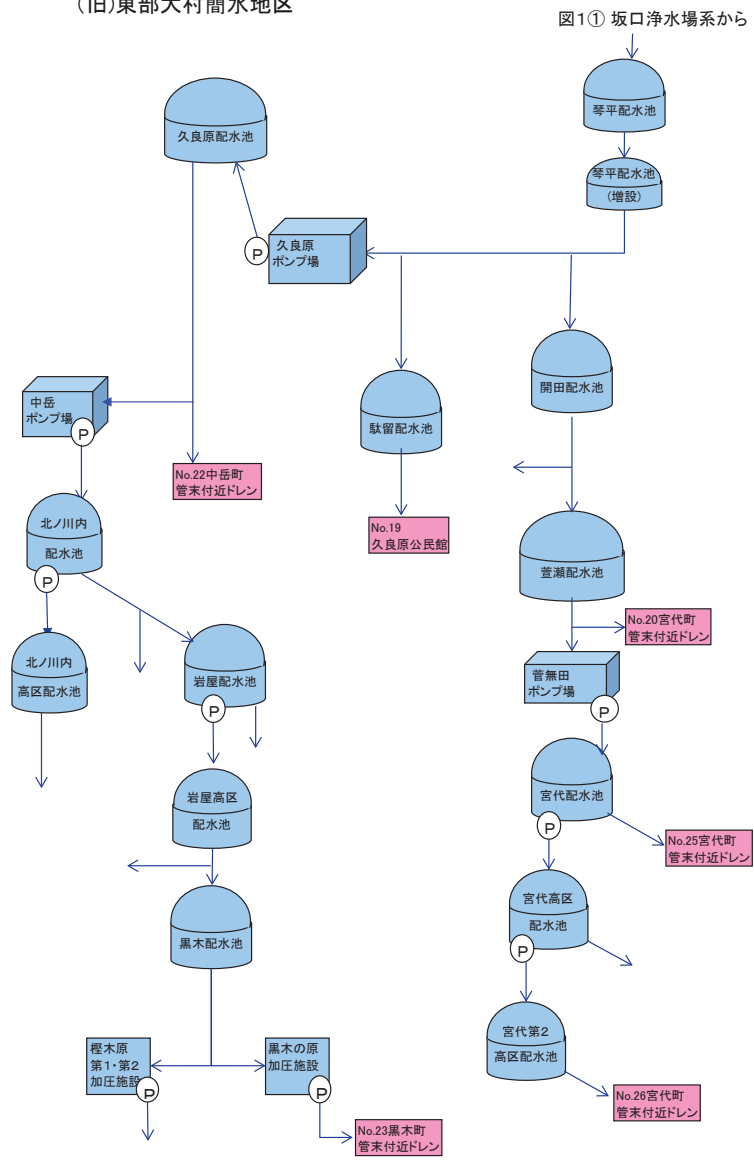 (旧)東部大村簡水地区
図1① 坂口浄水場系から
琴平配水池
久良原配水池
琴平配水池
(増設)
久良原
ポンプ場
P
開田配水池
中岳
ポンプ場
P
駄留配水池
No.22中岳町
管末付近ドレン
北ノ川内
配水池
P
No.19
久良原公民館
萱瀬配水池
No.20宮代町
管末付近ドレン
北ノ川内
高区配水池
岩屋配水池
P
菅無田
ポンプ場
P
岩屋高区
配水池
宮代配水池
P
No.25宮代町
管末付近ドレン
黒木配水池
宮代高区
配水池
P
宮代第2
高区配水池
樫木原
第1・第2
加圧施設
P
黒木の原
加圧施設
P
No.26宮代町
管末付近ドレン
No.23黒木町
管末付近ドレン